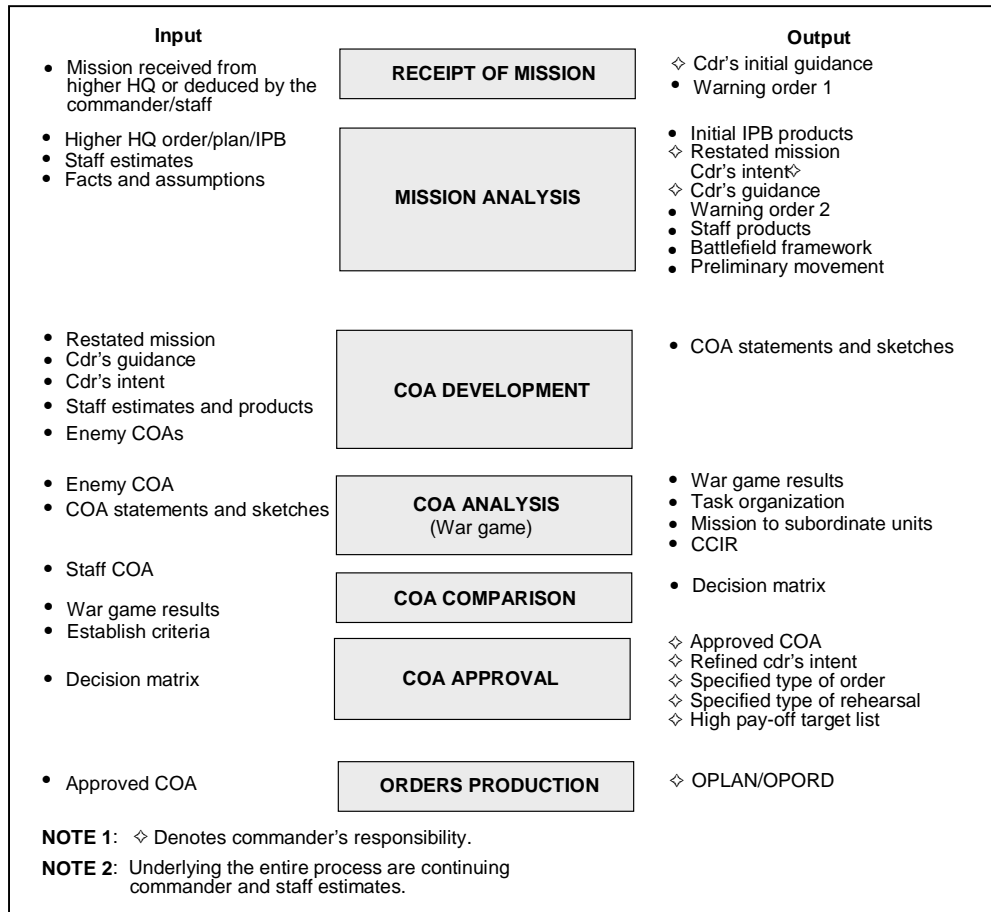 Input
Output
• Mission received from
higher HQ or deduced by the
commander/staff
RECEIPT OF MISSION
✧ Cdr's initial guidance
• Warning order 1
• Higher HQ order/plan/IPB
• Staff estimates
• Facts and assumptions
MISSION ANALYSIS
• Initial IPB products
✧ Restated mission
Cdr's intent✧
✧ Cdr's guidance
• Warning order 2
• Staff products
• Battlefield framework
• Preliminary movement
• Restated mission
• Cdr's guidance
• Cdr's intent
• Staff estimates and products
• Enemy COAs
COA DEVELOPMENT
• COA statements and sketches
• Enemy COA
• COA statements and sketches
COA ANALYSIS
(War game)
• War game results
• Task organization
• Mission to subordinate units
• CCIR
• Staff COA
• War game results
• Establish criteria
COA COMPARISON
• Decision matrix
• Decision matrix
COA APPROVAL
✧ Approved COA
✧ Refined cdr's intent
✧ Specified type of order
✧ Specified type of rehearsal
✧ High pay-off target list
• Approved COA
ORDERS PRODUCTION
✧ OPLAN/OPORD
NOTE 1: ✧ Denotes commander's responsibility.
NOTE 2: Underlying the entire process are continuing
commander and staff estimates.